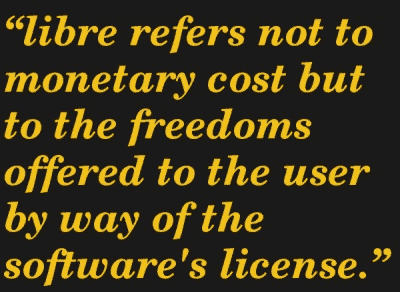 “libre refers not to
monetary cost but
to the freedoms
offered to the user
by way of the
software's license.”